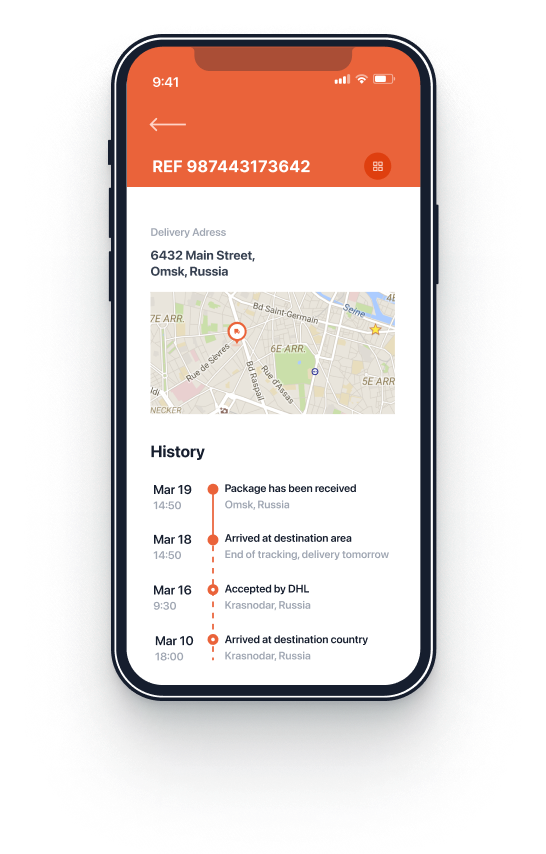 9:41
REF 987443173642
Delivery Adress
6432 Main Street,
Omsk, Russia
Bd Saint-Germain
Seine
7E ARR.
6E ARR.
Rue de Sèvres
Bd Raspail
Rue d'Assas
5E ARR
NECKER
History
Mar 19
Package has been received
14:50
Omsk, Russia
Mar 18
Arrived at destination area
14:50
End of tracking, delivery tomorrow
Mar 16
Accepted by DHL
9:30
Krasnodar, Russia
Mar 10
Arrived at destination country
18:00
Krasnodar, Russia